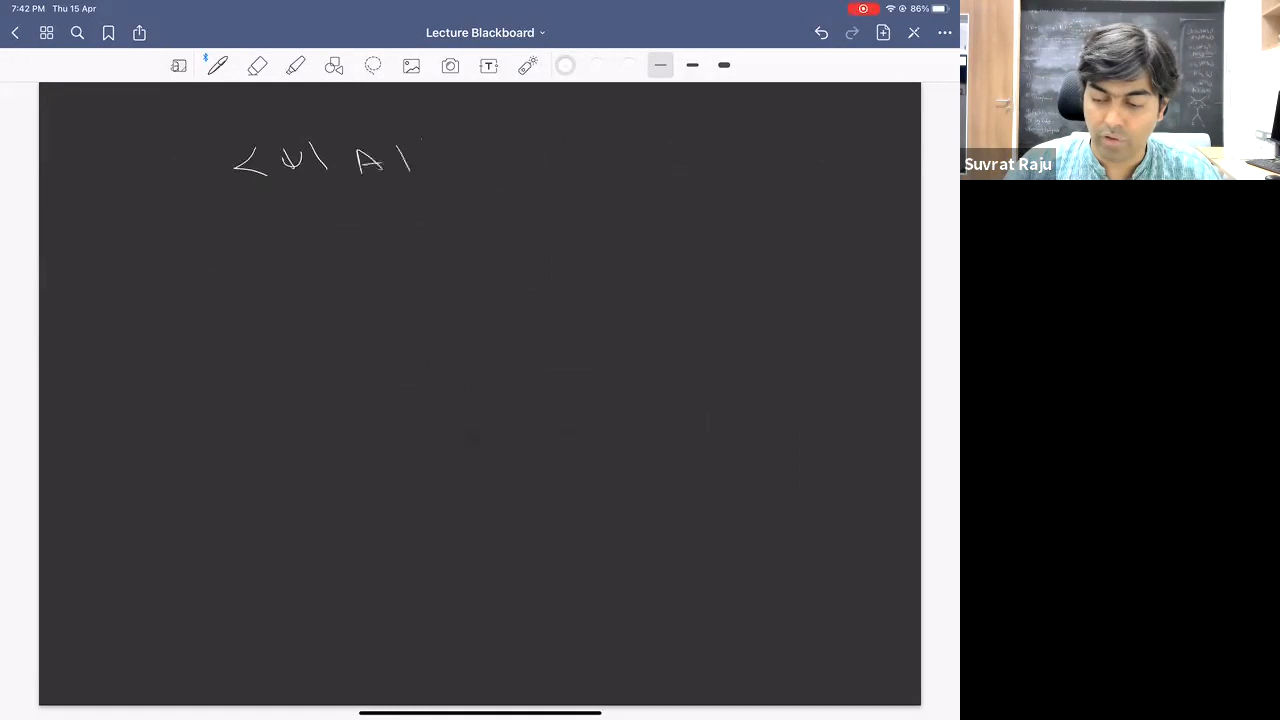 7:42 PM Thu 15 Apr
86%
Lecture Blackboard
T
Suvrat Raju
<ψ| A |